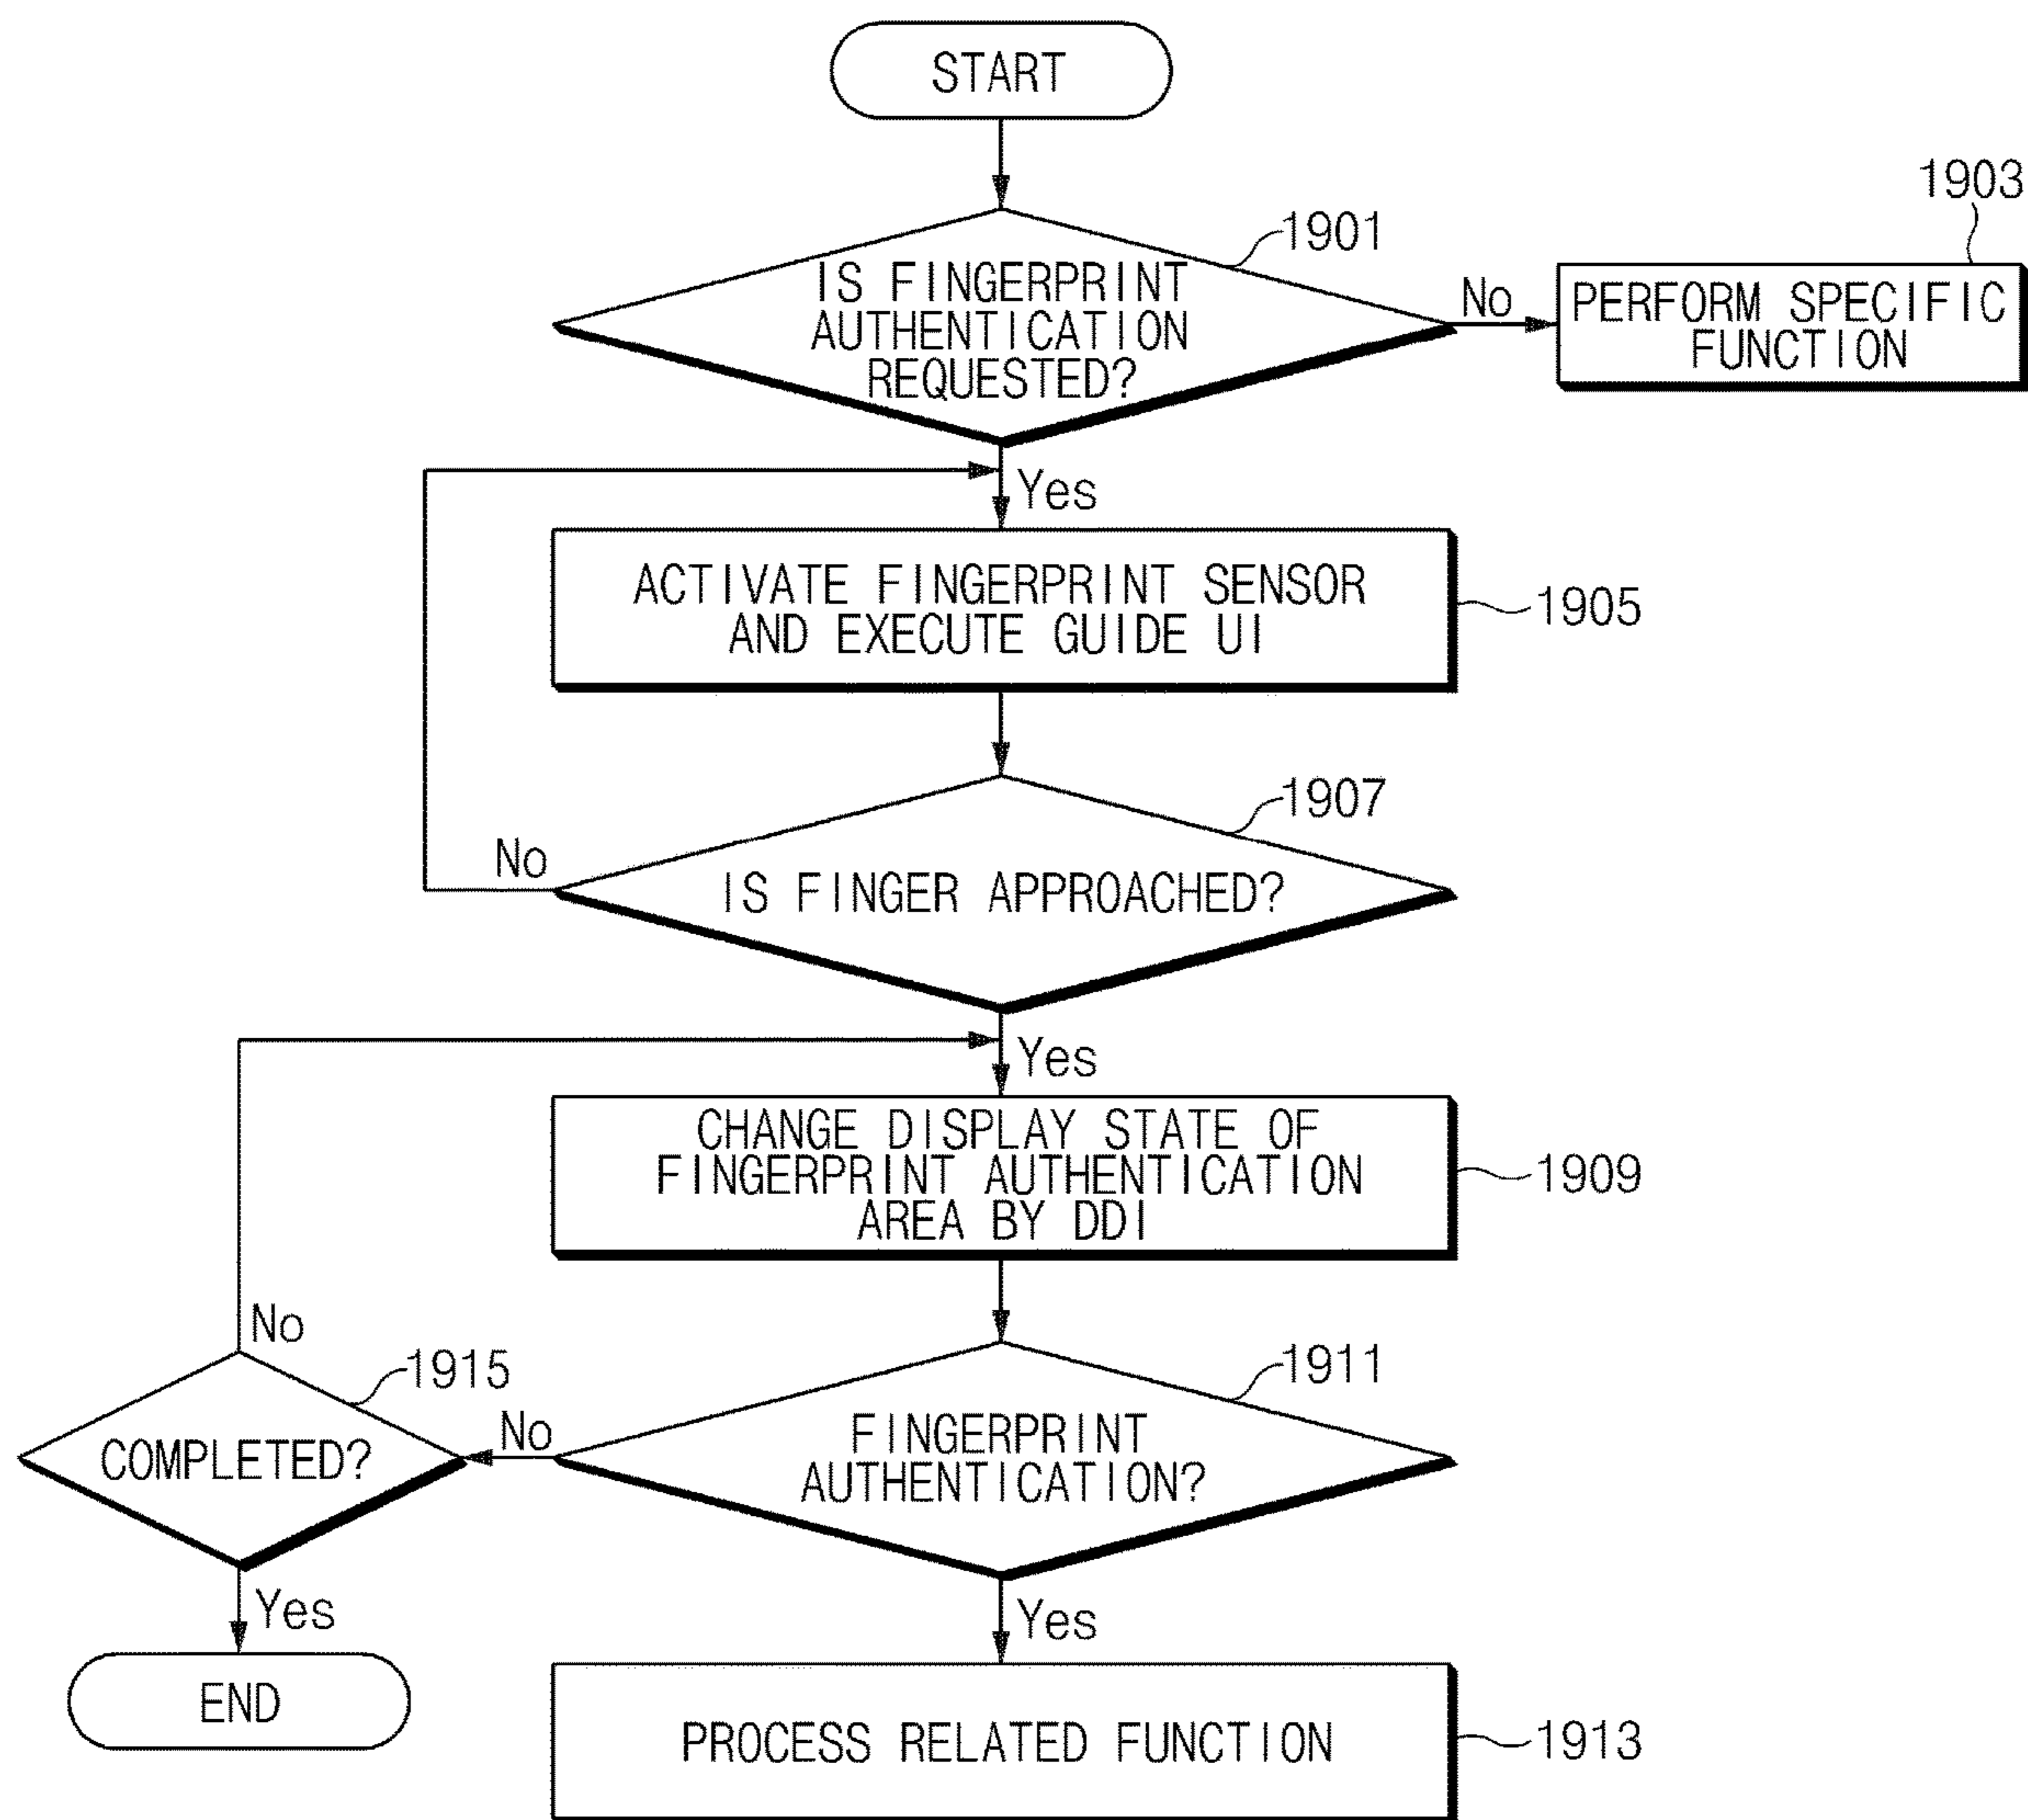 START
1901
1903
IS FINGERPRINT
AUTHENTICATION
REQUESTED?
No
PERFORM SPECIFIC
FUNCTION
Yes
ACTIVATE FINGERPRINT SENSOR
AND EXECUTE GUIDE UI
1905
1907
No
IS FINGER APPROACHED?
Yes
CHANGE DISPLAY STATE OF
FINGERPRINT AUTHENTICATION
AREA BY DDI
1909
No
1915
1911
COMPLETED?
No
FINGERPRINT
AUTHENTICATION?
Yes
Yes
END
PROCESS RELATED FUNCTION
1913